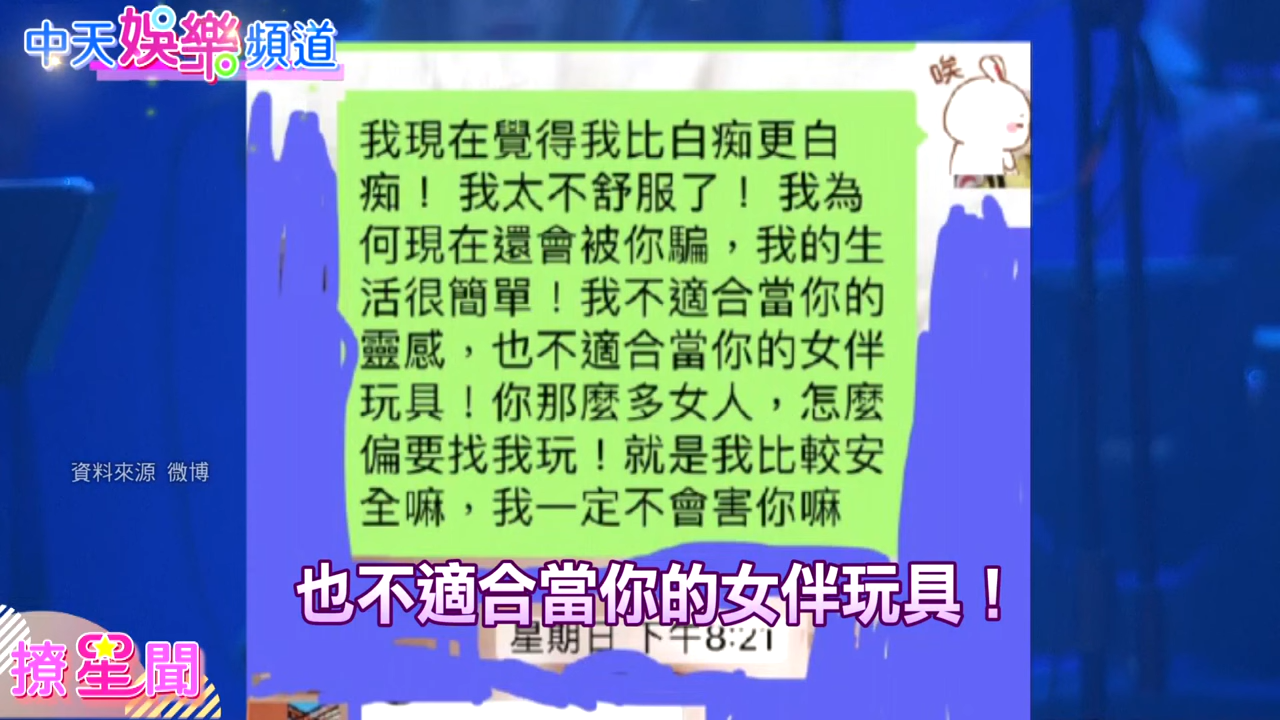 中天娛樂頻道
唉
我現在覺得我比白痴更白
痴！ 我太不舒服了！ 我為
何現在還會被你騙，我的生
活很簡單！我不適合當你的
靈感，也不適合當你的女伴
玩具！你那麼多女人，怎麼
偏要找我玩！就是我比較安
全嘛，我一定不會害你嘛
資料來源 微博
也不適合當你的女伴玩具！
星期日 下午8:21
撩星聞